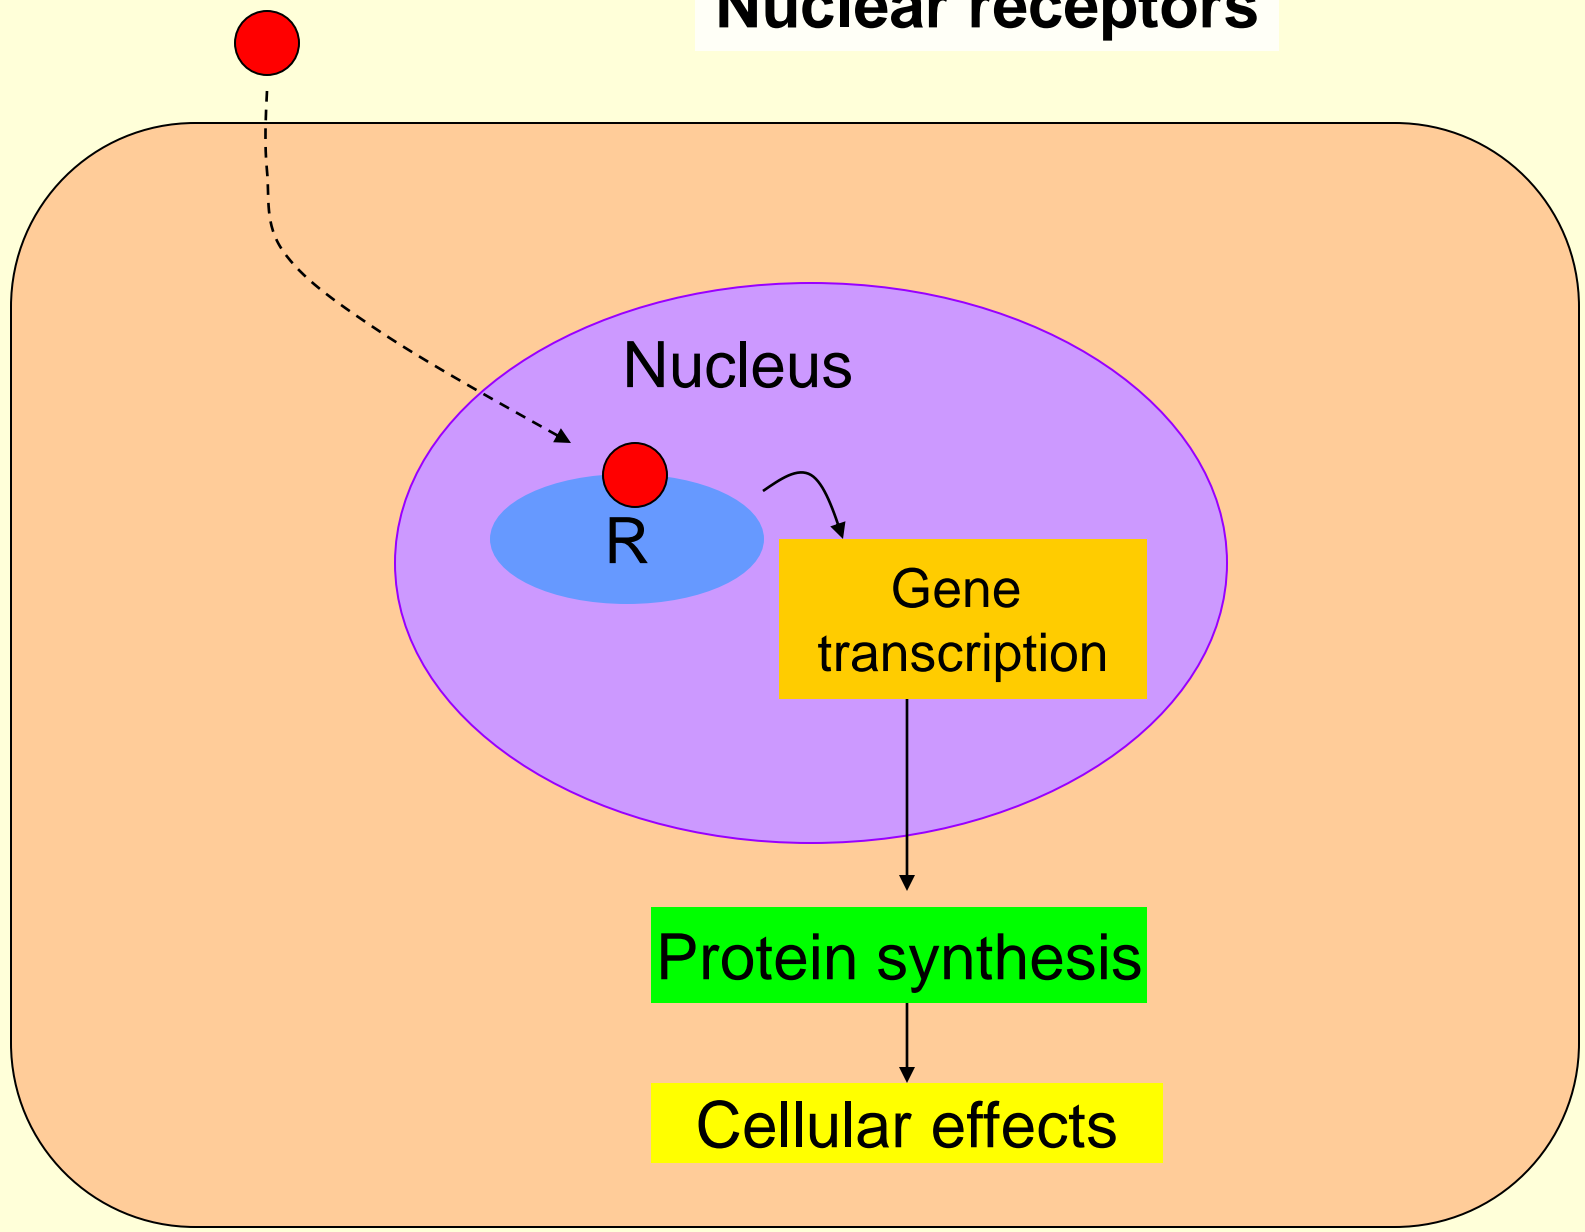 Nuclear receptors
Nucleus
R
Gene
transcription
Protein synthesis
Cellular effects